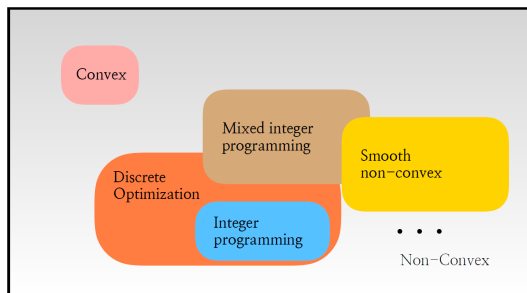 Convex
Mixed integer
programming
Smooth
non-convex
Discrete
Optimization
Integer
programming
Non-Convex